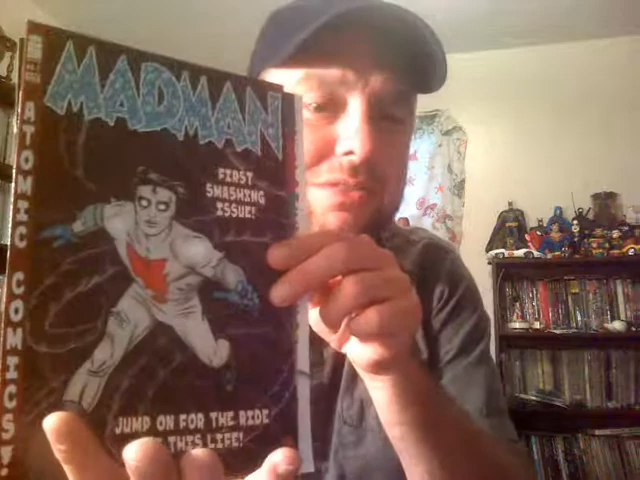 MADMAN
ATOMIC COMICS!
FIRST
SMASHING
ISSUE!
JUMP ON FOR THE RIDE
THIS LIFE!